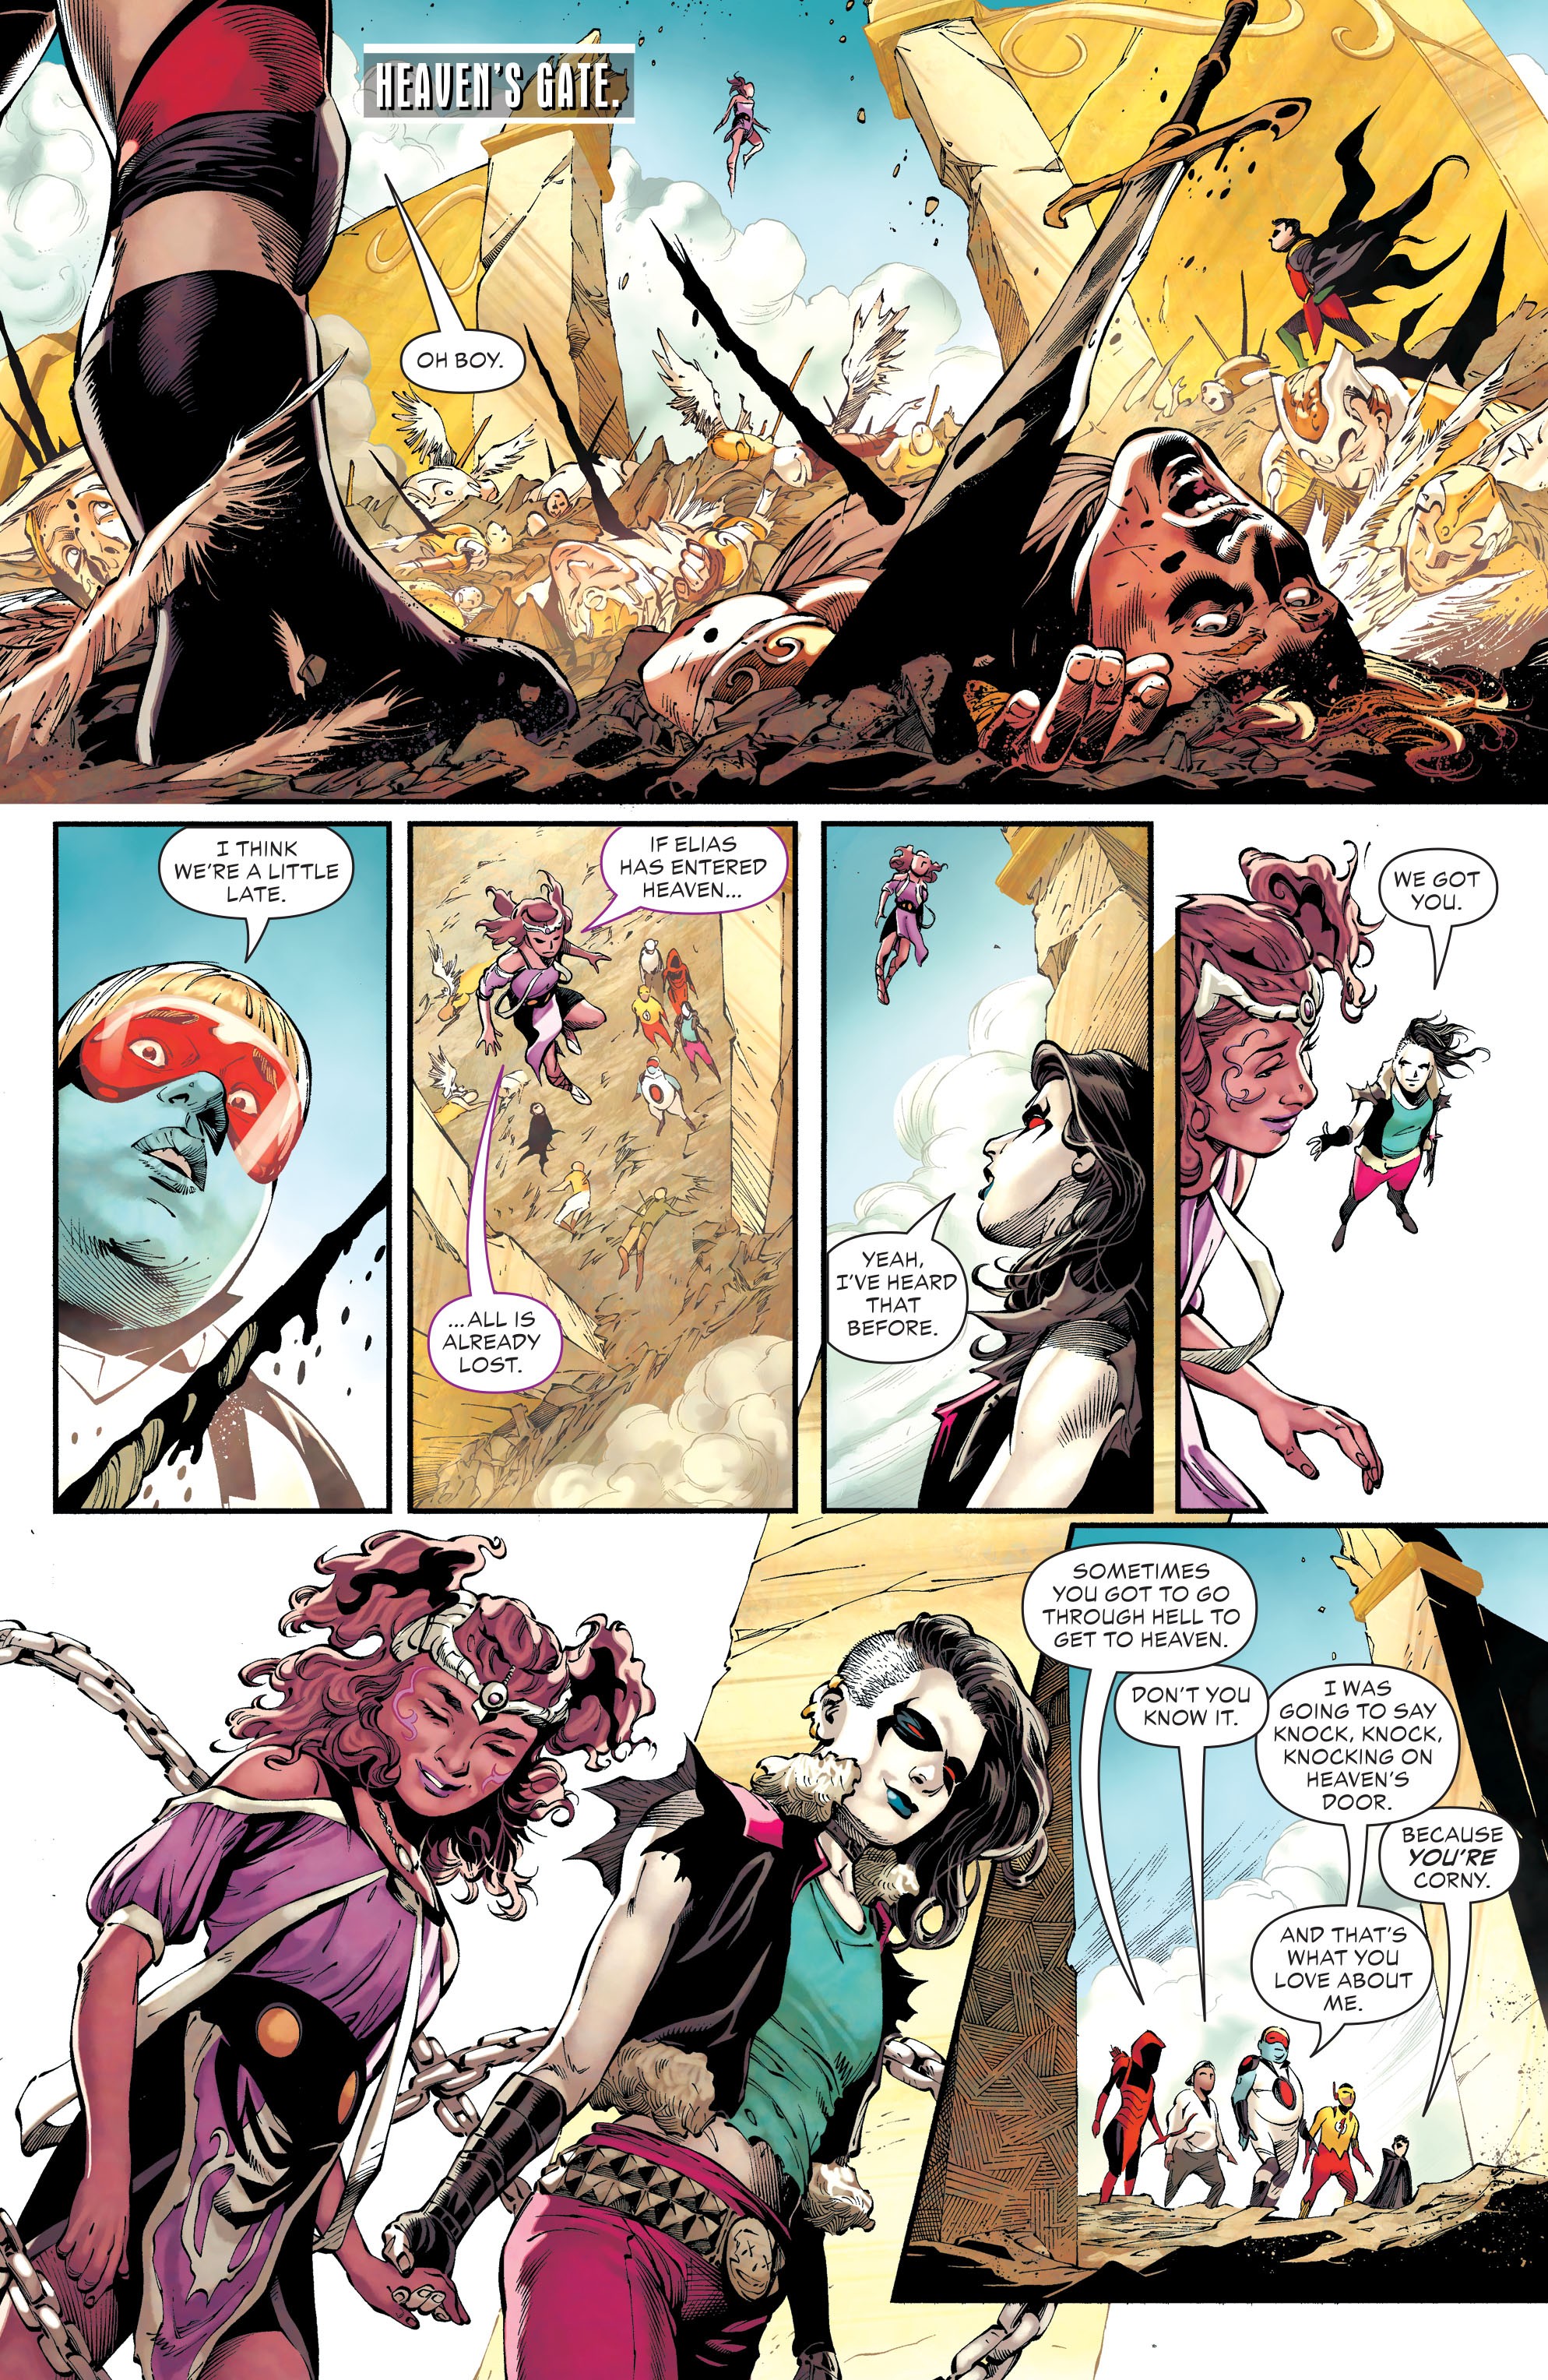 HEAVEN'S GATE.
OH BOY.
I THINK
WE'RE A LITTLE
LATE.
IF ELIAS
HAS ENTERED
HEAVEN...
...ALL IS
ALREADY
LOST.
YEAH,
I'VE HEARD
THAT
BEFORE.
WE GOT
YOU.
SOMETIMES
YOU GOT TO GO
THROUGH HELL TO
GET TO HEAVEN.
DON'T YOU
KNOW IT.
I WAS
GOING TO SAY
KNOCK, KNOCK,
KNOCKING ON
HEAVEN'S
DOOR.
BECAUSE
YOU'RE
CORNY.
AND THAT'S
WHAT YOU
LOVE ABOUT
ME.